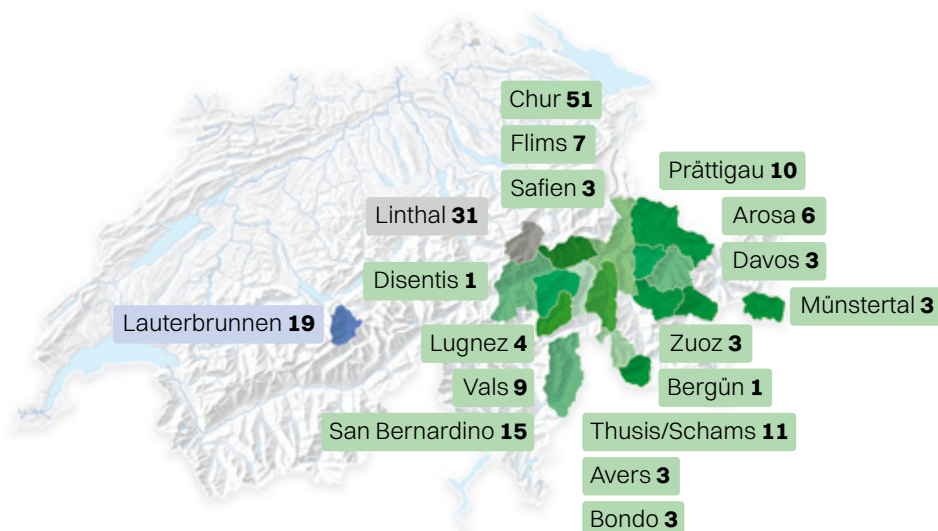 Chur 51
Flims 7
Safien 3
Prättigau 10
Linthal 31
Arosa 6
Davos 3
Disentis 1
Münstertal 3
Lauterbrunnen 19
Lugnez 4
Zuoz 3
Vals 9
Bergün 1
San Bernardino 15
Thusis/Schams 11
Avers 3
Bondo 3